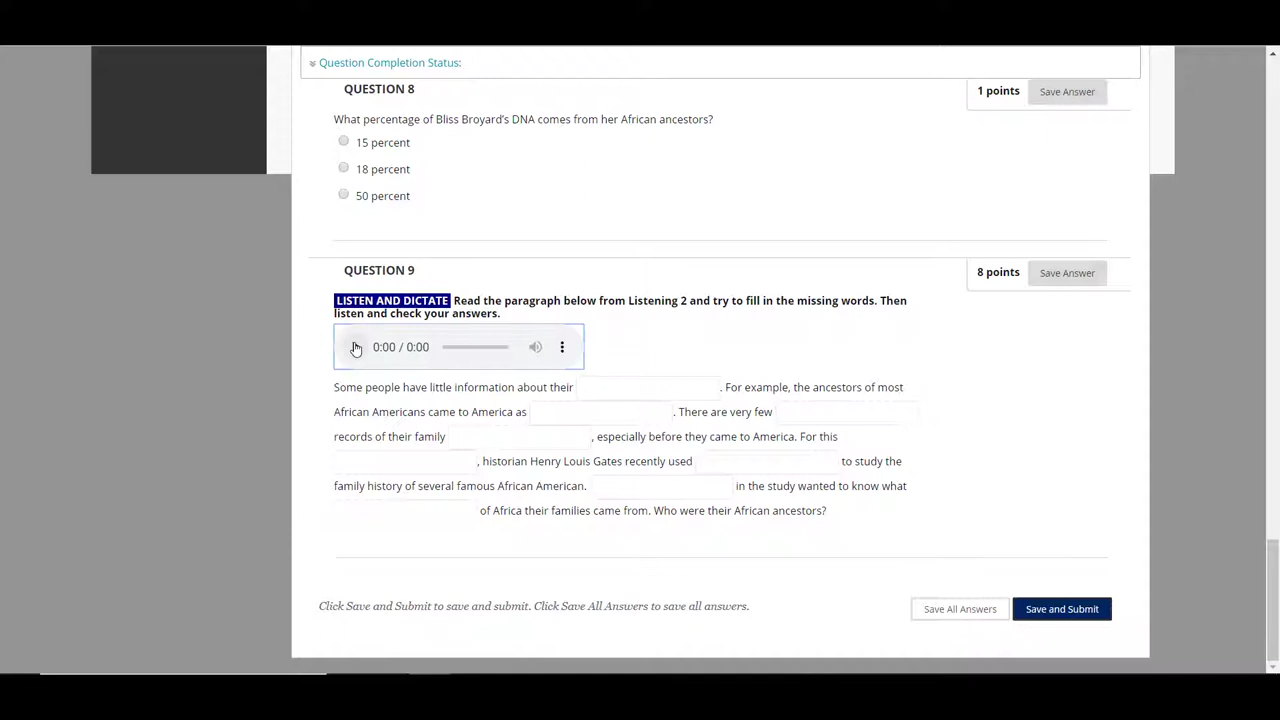 Question Completion Status:
QUESTION 8
1 points
Save Answer
What percentage of Bliss Broyard's DNA comes from her African ancestors?
15 percent
18 percent
50 percent
QUESTION 9
8 points
Save Answer
LISTEN AND DICTATE Read the paragraph below from Listening 2 and try to fill in the missing words. Then
listen and check your answers.
0:00 / 0:00
Some people have little information about their . For example, the ancestors of most
African Americans came to America as . There are very few
records of their family , especially before they came to America. For this
, historian Henry Louis Gates recently used to study the
family history of several famous African American. in the study wanted to know what
of Africa their families came from. Who were their African ancestors?
Click Save and Submit to save and submit. Click Save All Answers to save all answers.
Save All Answers
Save and Submit